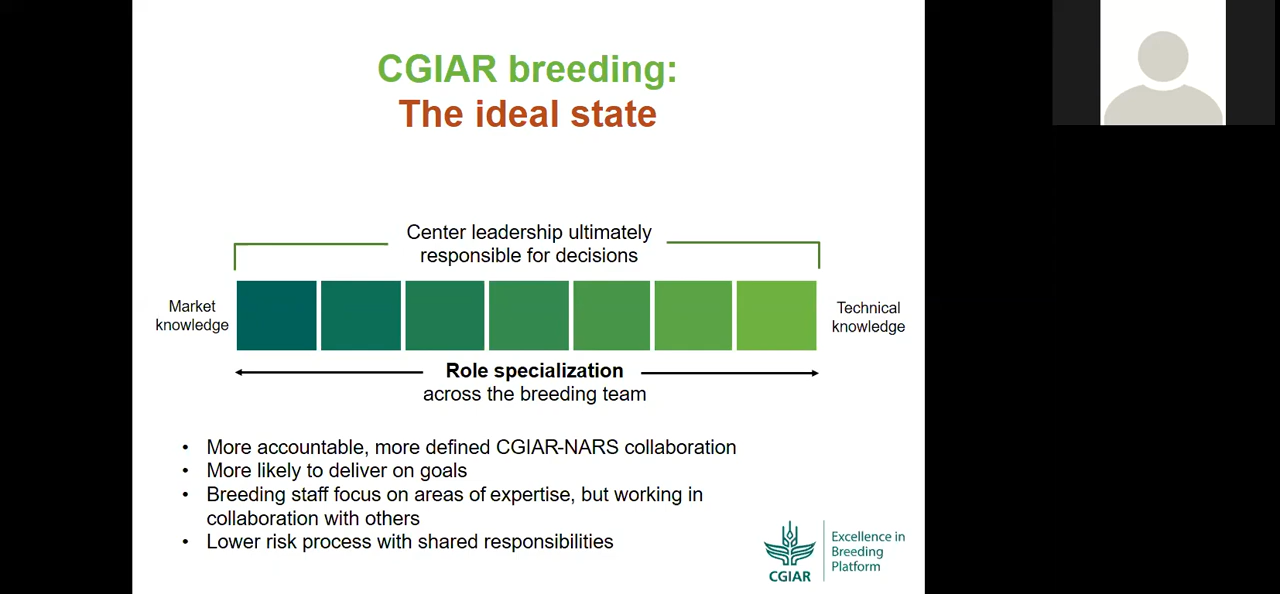 CGIAR breeding:
The ideal state
Center leadership ultimately
responsible for decisions
Market
knowledge
Technical
knowledge
Role specialization
across the breeding team
• More accountable, more defined CGIAR-NARS collaboration
• More likely to deliver on goals
• Breeding staff focus on areas of expertise, but working in
collaboration with others
• Lower risk process with shared responsibilities
CGIAR
Excellence in
Breeding
Platform